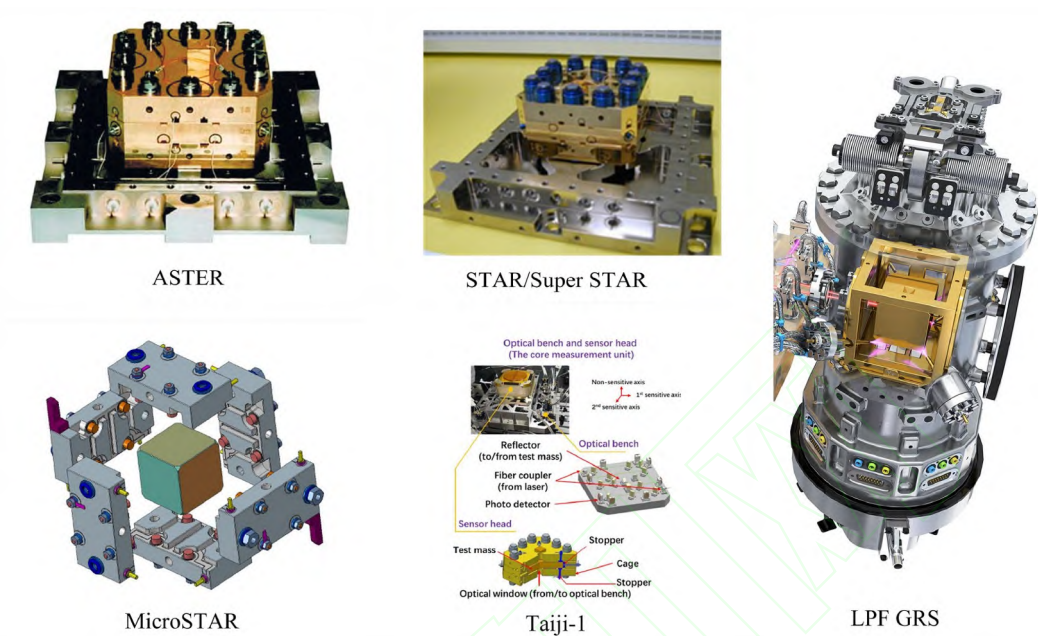 ASTER
STAR/Super STAR
MicroSTAR
Optical bench and sensor head
(The core measurement unit)
Non-sensitive axis
1st sensitive axis
2nd sensitive axis
Reflector
(to/from test mass)
Optical bench
Fiber coupler
(from laser)
Photo detector
Sensor head
Test mass
Stopper
Cage
Stopper
Optical window (from/to optical bench)
Taiji-1
LPF GRS